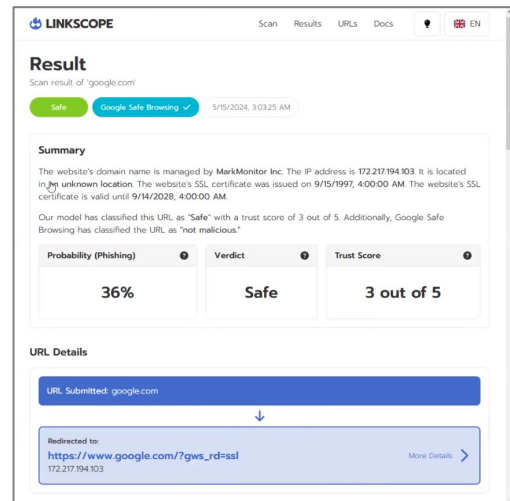 LINKSCOPE Scan Results URLs Docs EN
Result
Scan result of 'google.com'
Safe Google Safe Browsing ✓ 5/15/2024, 3:03:25 AM
Summary
The website's domain name is managed by MarkMonitor Inc. The IP address is 172.217.194.103. It is located
in an unknown location. The website's SSL certificate was issued on 9/15/1997, 4:00:00 AM. The website's SSL
certificate is valid until 9/14/2028, 4:00:00 AM.
Our model has classified this URL as "Safe" with a trust score of 3 out of 5. Additionally, Google Safe
Browsing has classified the URL as "not malicious."
Probability (Phishing) ? Verdict ? Trust Score ?
36% Safe 3 out of 5
URL Details
URL Submitted: google.com
Redirected to:
https://www.google.com/?gws_rd=ssl More Details
172.217.194.103